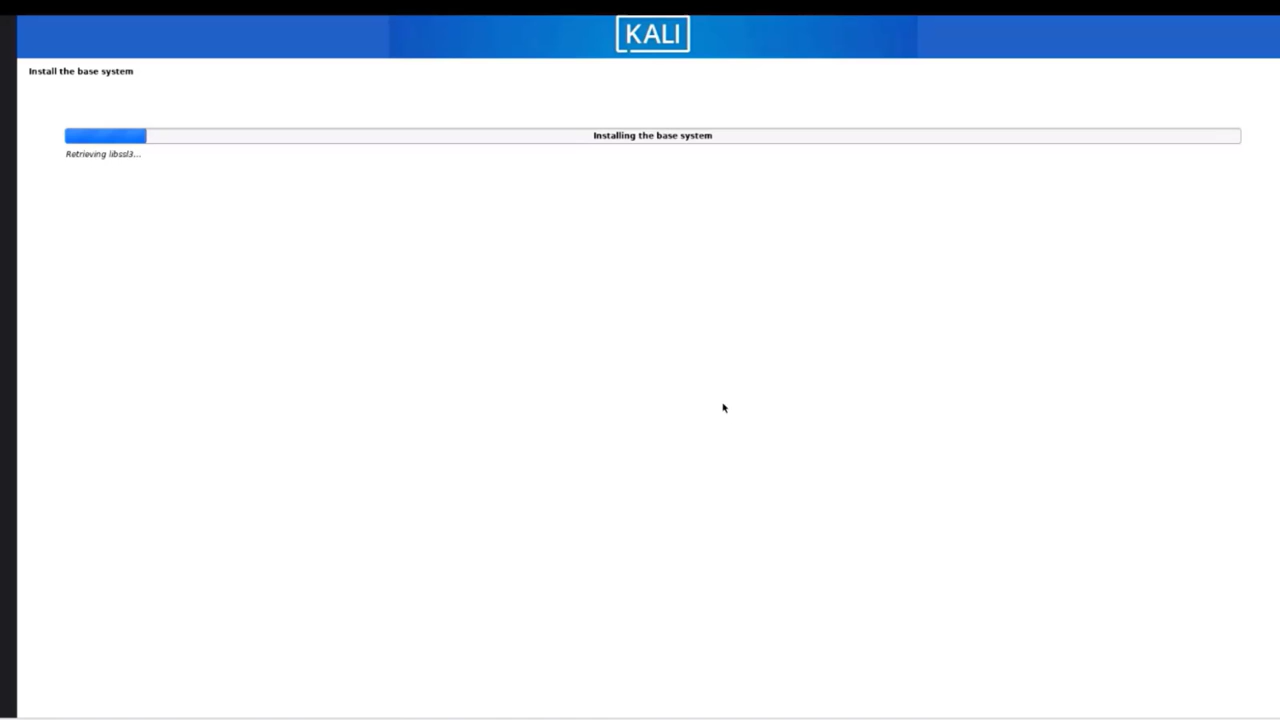 KALI
Install the base system
Installing the base system
Retrieving libssl3...